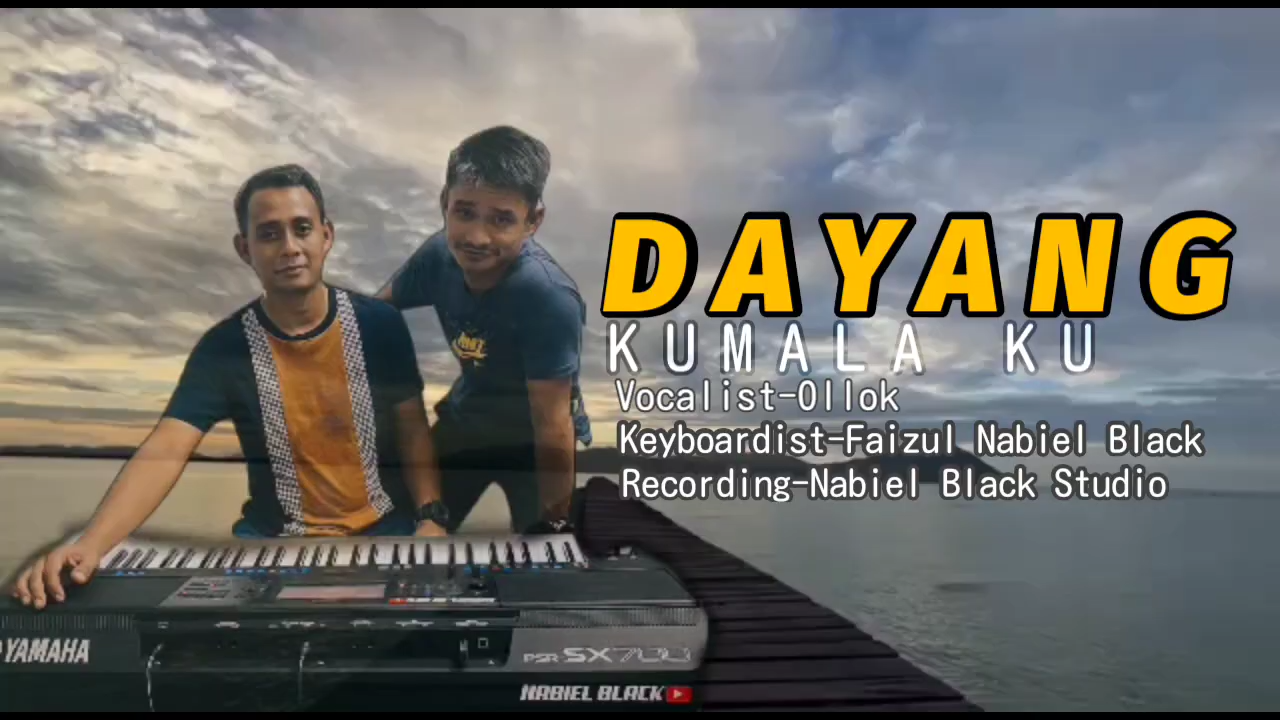 DAYANG
KUMALA KU
Vocalist-Ollok
Keyboardist-Faizul Nabiel Black
Recording-Nabiel Black Studio
YAMAHA
PSR SX700
NABIEL BLACK